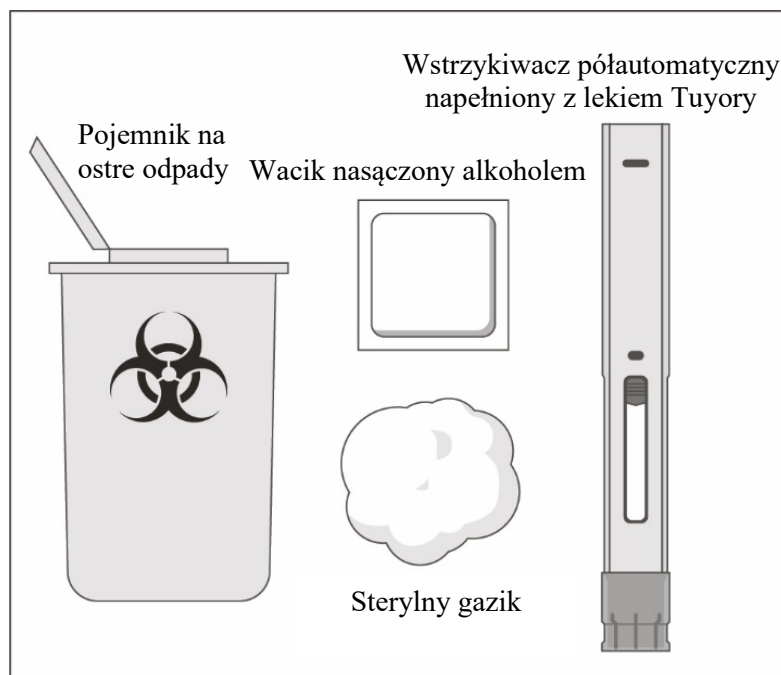 Wstrzykiwacz półautomatyczny
napełniony z lekiem Tuyory
Pojemnik na
ostre odpady
Wacik nasączony alkoholem
Sterylny gazik